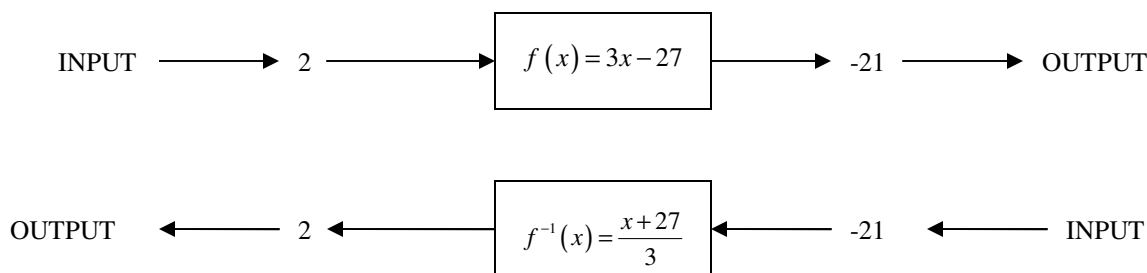 INPUT 2 f(x) = 3x − 27 -21 OUTPUT
OUTPUT 2 f⁻¹(x) = (x + 27)/3 -21 INPUT